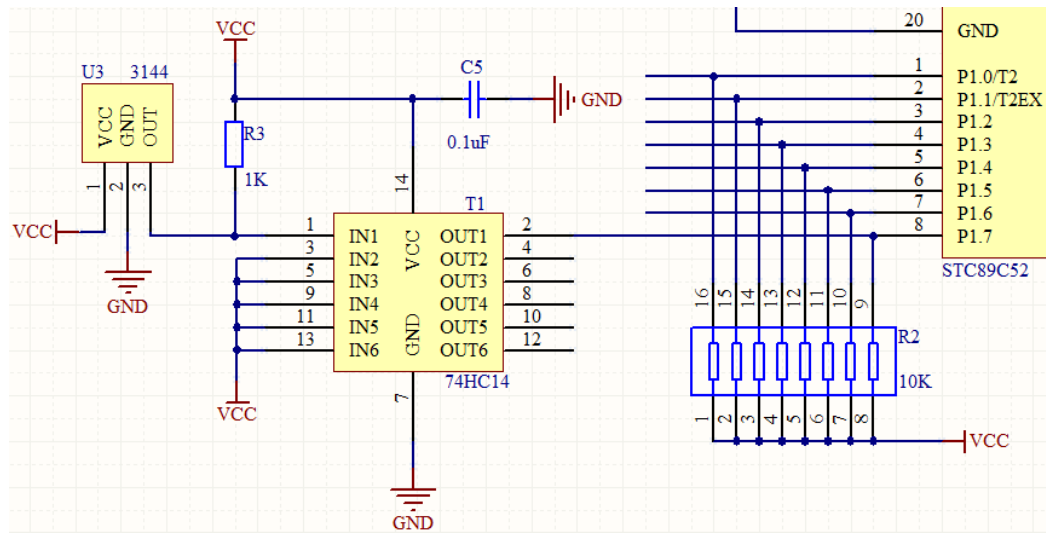 VCC
U3 3144
VCC
GND
OUT
1
2
3
VCC
GND
R3
1K
C5
0.1uF
GND
14
T1
1 IN1 VCC OUT1 2
3 IN2 OUT2 4
5 IN3 OUT3 6
9 IN4 OUT4 8
11 IN5 GND OUT5 10
13 IN6 OUT6 12
74HC14
7
VCC
GND
20 GND
1 P1.0/T2
2 P1.1/T2EX
3 P1.2
4 P1.3
5 P1.4
6 P1.5
7 P1.6
8 P1.7
STC89C52
16 15 14 13 12 11 10 9
R2
10K
1 2 3 4 5 6 7 8
VCC